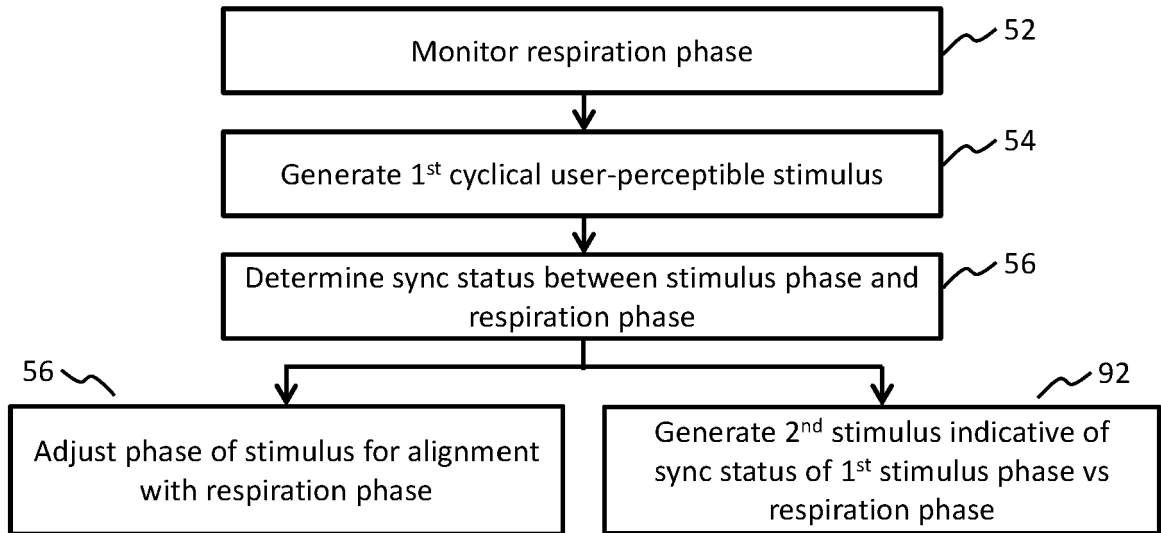 Monitor respiration phase
52
Generate 1st cyclical user-perceptible stimulus
54
Determine sync status between stimulus phase and
respiration phase
56
56
Adjust phase of stimulus for alignment
with respiration phase
92
Generate 2nd stimulus indicative of
sync status of 1st stimulus phase vs
respiration phase